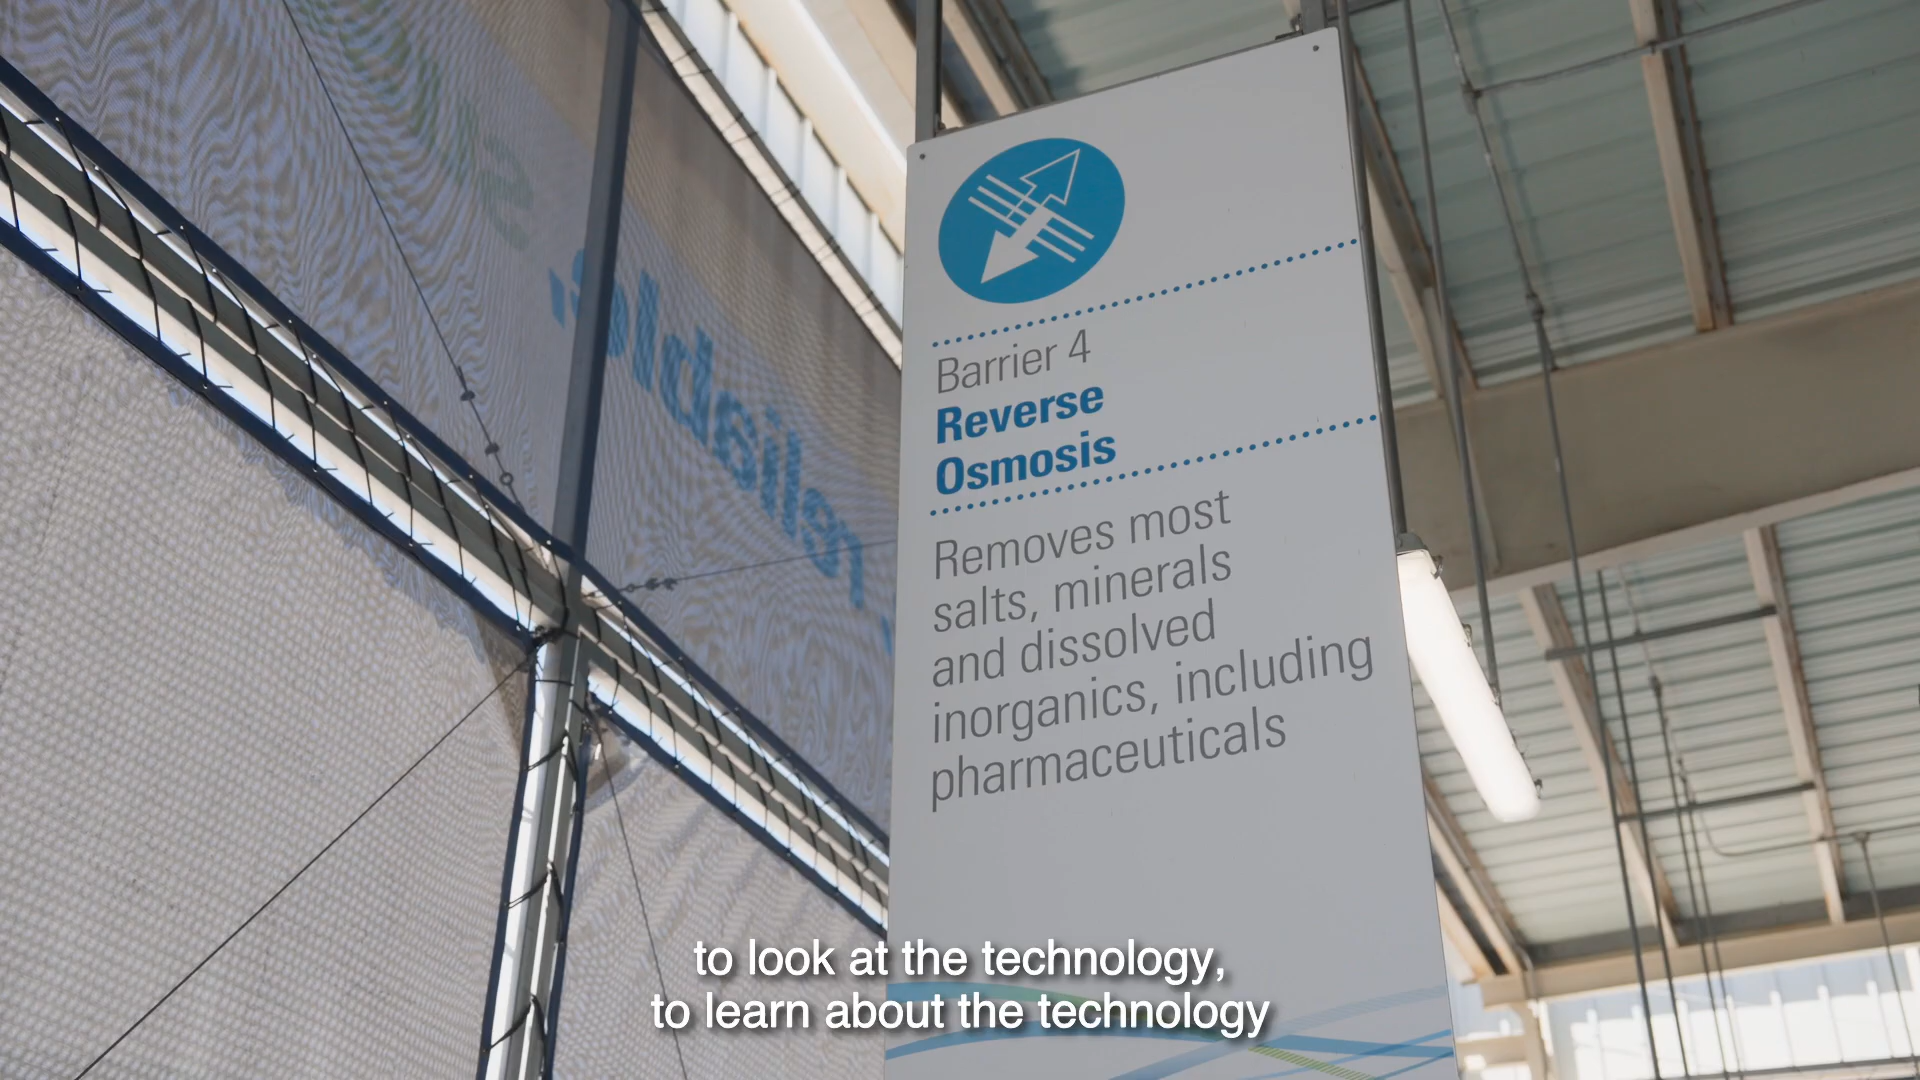 reliable,
Barrier 4
Reverse
Osmosis
Removes most
salts, minerals
and dissolved
inorganics, including
pharmaceuticals
to look at the technology,
to learn about the technology